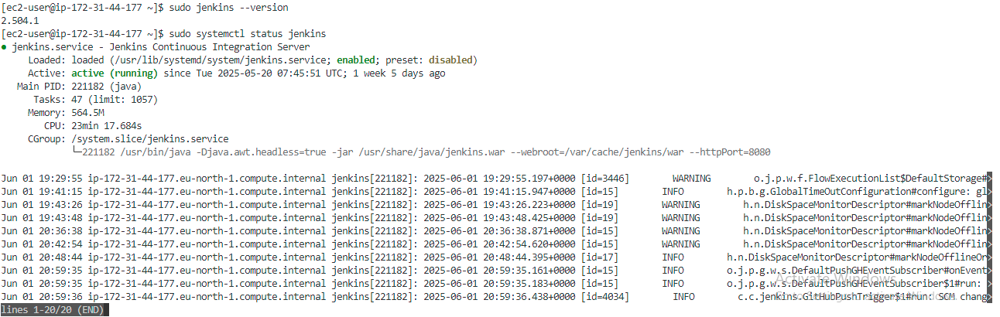 [ec2-user@ip-172-31-44-177 ~]$ sudo jenkins --version
2.504.1
[ec2-user@ip-172-31-44-177 ~]$ sudo systemctl status jenkins
● jenkins.service - Jenkins Continuous Integration Server
Loaded: loaded (/usr/lib/systemd/system/jenkins.service; enabled; preset: disabled)
Active: active (running) since Tue 2025-05-20 07:45:51 UTC; 1 week 5 days ago
Main PID: 221182 (java)
Tasks: 47 (limit: 1057)
Memory: 564.5M
CPU: 23min 17.684s
CGroup: /system.slice/jenkins.service
└─221182 /usr/bin/java -Djava.awt.headless=true -jar /usr/share/java/jenkins.war --webroot=/var/cache/jenkins/war --httpPort=8080
Jun 01 19:29:55 ip-172-31-44-177.eu-north-1.compute.internal jenkins[221182]: 2025-06-01 19:29:55.197+0000 [id=3446] WARNING o.j.p.w.f.FlowExecutionList$DefaultStorage#>
Jun 01 19:41:15 ip-172-31-44-177.eu-north-1.compute.internal jenkins[221182]: 2025-06-01 19:41:15.947+0000 [id=15] INFO h.p.b.g.GlobalTimeOutConfiguration#configure: gl>
Jun 01 19:43:26 ip-172-31-44-177.eu-north-1.compute.internal jenkins[221182]: 2025-06-01 19:43:26.223+0000 [id=19] WARNING h.n.DiskSpaceMonitorDescriptor#markNodeOfflin>
Jun 01 19:43:48 ip-172-31-44-177.eu-north-1.compute.internal jenkins[221182]: 2025-06-01 19:43:48.425+0000 [id=19] WARNING h.n.DiskSpaceMonitorDescriptor#markNodeOfflin>
Jun 01 20:36:38 ip-172-31-44-177.eu-north-1.compute.internal jenkins[221182]: 2025-06-01 20:36:38.871+0000 [id=15] WARNING h.n.DiskSpaceMonitorDescriptor#markNodeOfflin>
Jun 01 20:42:54 ip-172-31-44-177.eu-north-1.compute.internal jenkins[221182]: 2025-06-01 20:42:54.620+0000 [id=15] WARNING h.n.DiskSpaceMonitorDescriptor#markNodeOfflin>
Jun 01 20:48:44 ip-172-31-44-177.eu-north-1.compute.internal jenkins[221182]: 2025-06-01 20:48:44.395+0000 [id=17] INFO h.n.DiskSpaceMonitorDescriptor#markNodeOfflineOr>
Jun 01 20:59:35 ip-172-31-44-177.eu-north-1.compute.internal jenkins[221182]: 2025-06-01 20:59:35.161+0000 [id=15] INFO o.j.p.g.w.s.DefaultPushGHEventSubscriber#onEvent>
Jun 01 20:59:35 ip-172-31-44-177.eu-north-1.compute.internal jenkins[221182]: 2025-06-01 20:59:35.183+0000 [id=15] INFO o.j.p.g.w.s.DefaultPushGHEventSubscriber$1#run: >
Jun 01 20:59:36 ip-172-31-44-177.eu-north-1.compute.internal jenkins[221182]: 2025-06-01 20:59:36.438+0000 [id=4034] INFO c.c.jenkins.GitHubPushTrigger$1#run: SCM chang>
lines 1-20/20 (END)
Activate Windows
Go to Settings to activate Windows.